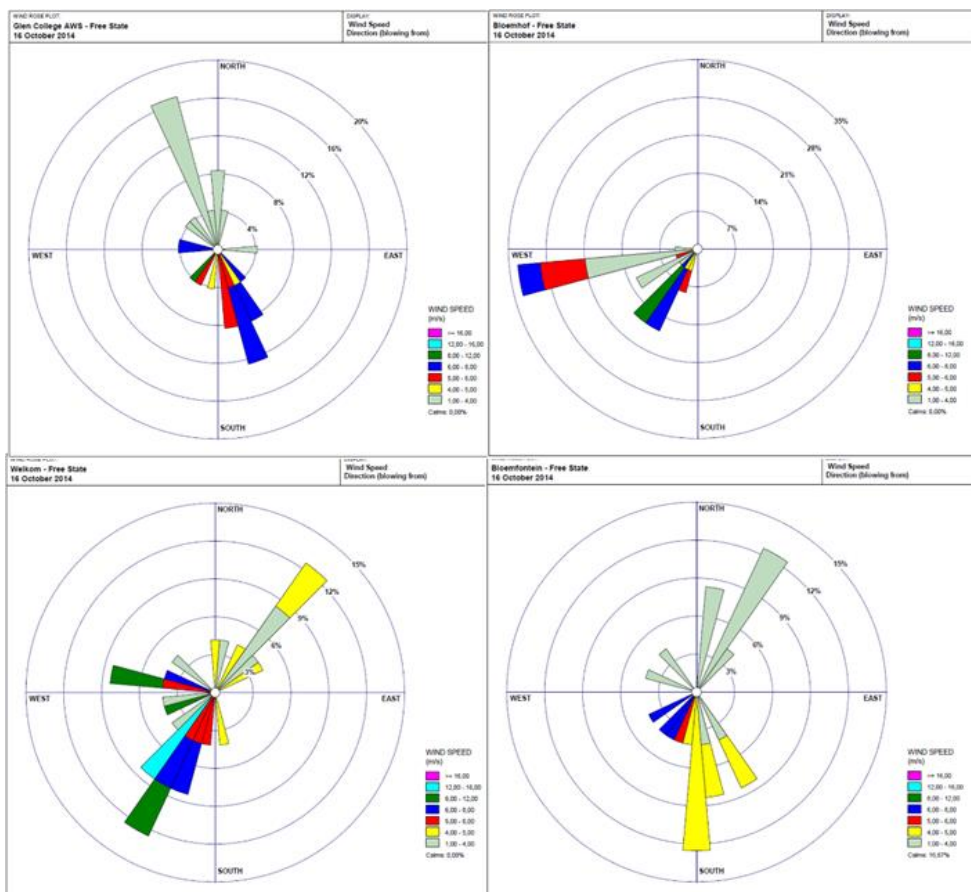 WIND ROSE PLOT:
Glen College AWS - Free State
16 October 2014
DISPLAY:
Wind Speed
Direction (blowing from)
NORTH
20%
16%
12%
8%
4%
WEST
EAST
SOUTH
WIND SPEED
(m/s)
>= 16,00
12,00 - 16,00
8,00 - 12,00
6,00 - 8,00
5,00 - 6,00
4,00 - 5,00
1,00 - 4,00
Calms: 0,00%
WIND ROSE PLOT:
Bloemhof - Free State
16 October 2014
DISPLAY:
Wind Speed
Direction (blowing from)
NORTH
35%
28%
21%
14%
7%
WEST
EAST
SOUTH
WIND SPEED
(m/s)
>= 16,00
12,00 - 16,00
8,00 - 12,00
6,00 - 8,00
5,00 - 6,00
4,00 - 5,00
1,00 - 4,00
Calms: 0,00%
Welkom - Free State
16 October 2014
Wind Speed
Direction (blowing from)
NORTH
15%
12%
9%
6%
3%
WEST
EAST
SOUTH
WIND SPEED
(m/s)
>= 16,00
12,00 - 16,00
8,00 - 12,00
6,00 - 8,00
5,00 - 6,00
4,00 - 5,00
1,00 - 4,00
Calms: 0,00%
Bloemfontein - Free State
16 October 2014
Wind Speed
Direction (blowing from)
NORTH
15%
12%
9%
6%
3%
WEST
EAST
SOUTH
WIND SPEED
(m/s)
>= 16,00
12,00 - 16,00
8,00 - 12,00
6,00 - 8,00
5,00 - 6,00
4,00 - 5,00
1,00 - 4,00
Calms: 16,67%